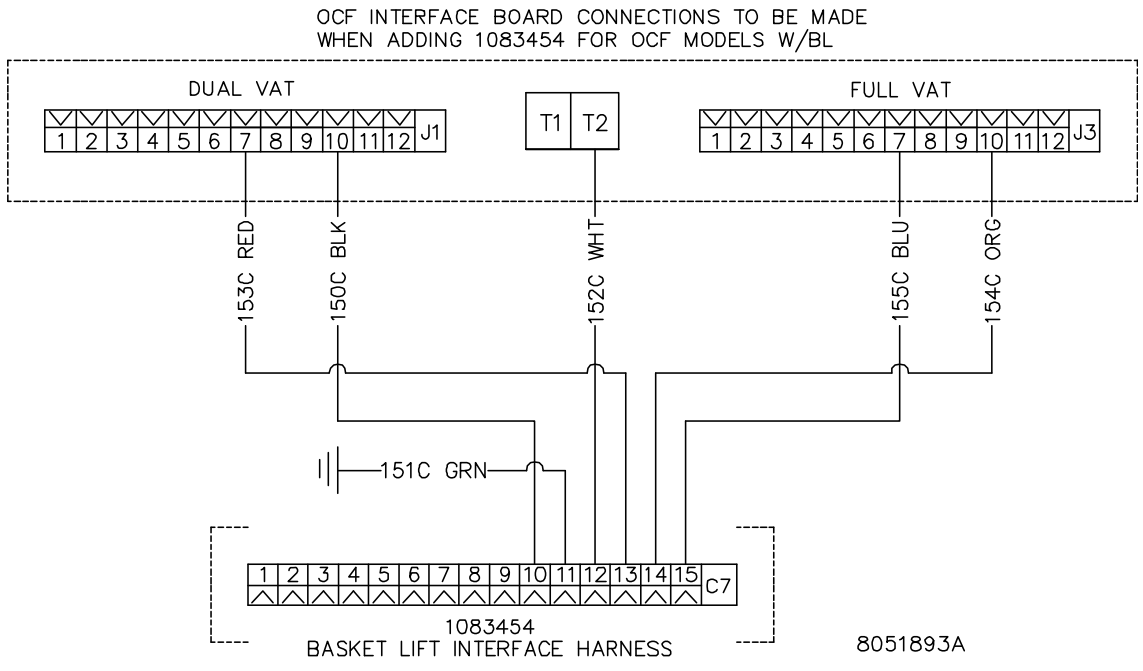 OCF INTERFACE BOARD CONNECTIONS TO BE MADE
WHEN ADDING 1083454 FOR OCF MODELS W/BL
DUAL VAT
FULL VAT
1 2 3 4 5 6 7 8 9 10 11 12 J1
T1 T2
1 2 3 4 5 6 7 8 9 10 11 12 J3
153C RED
150C BLK
152C WHT
155C BLU
154C ORG
151C GRN
1 2 3 4 5 6 7 8 9 10 11 12 13 14 15 C7
1083454
BASKET LIFT INTERFACE HARNESS
8051893A